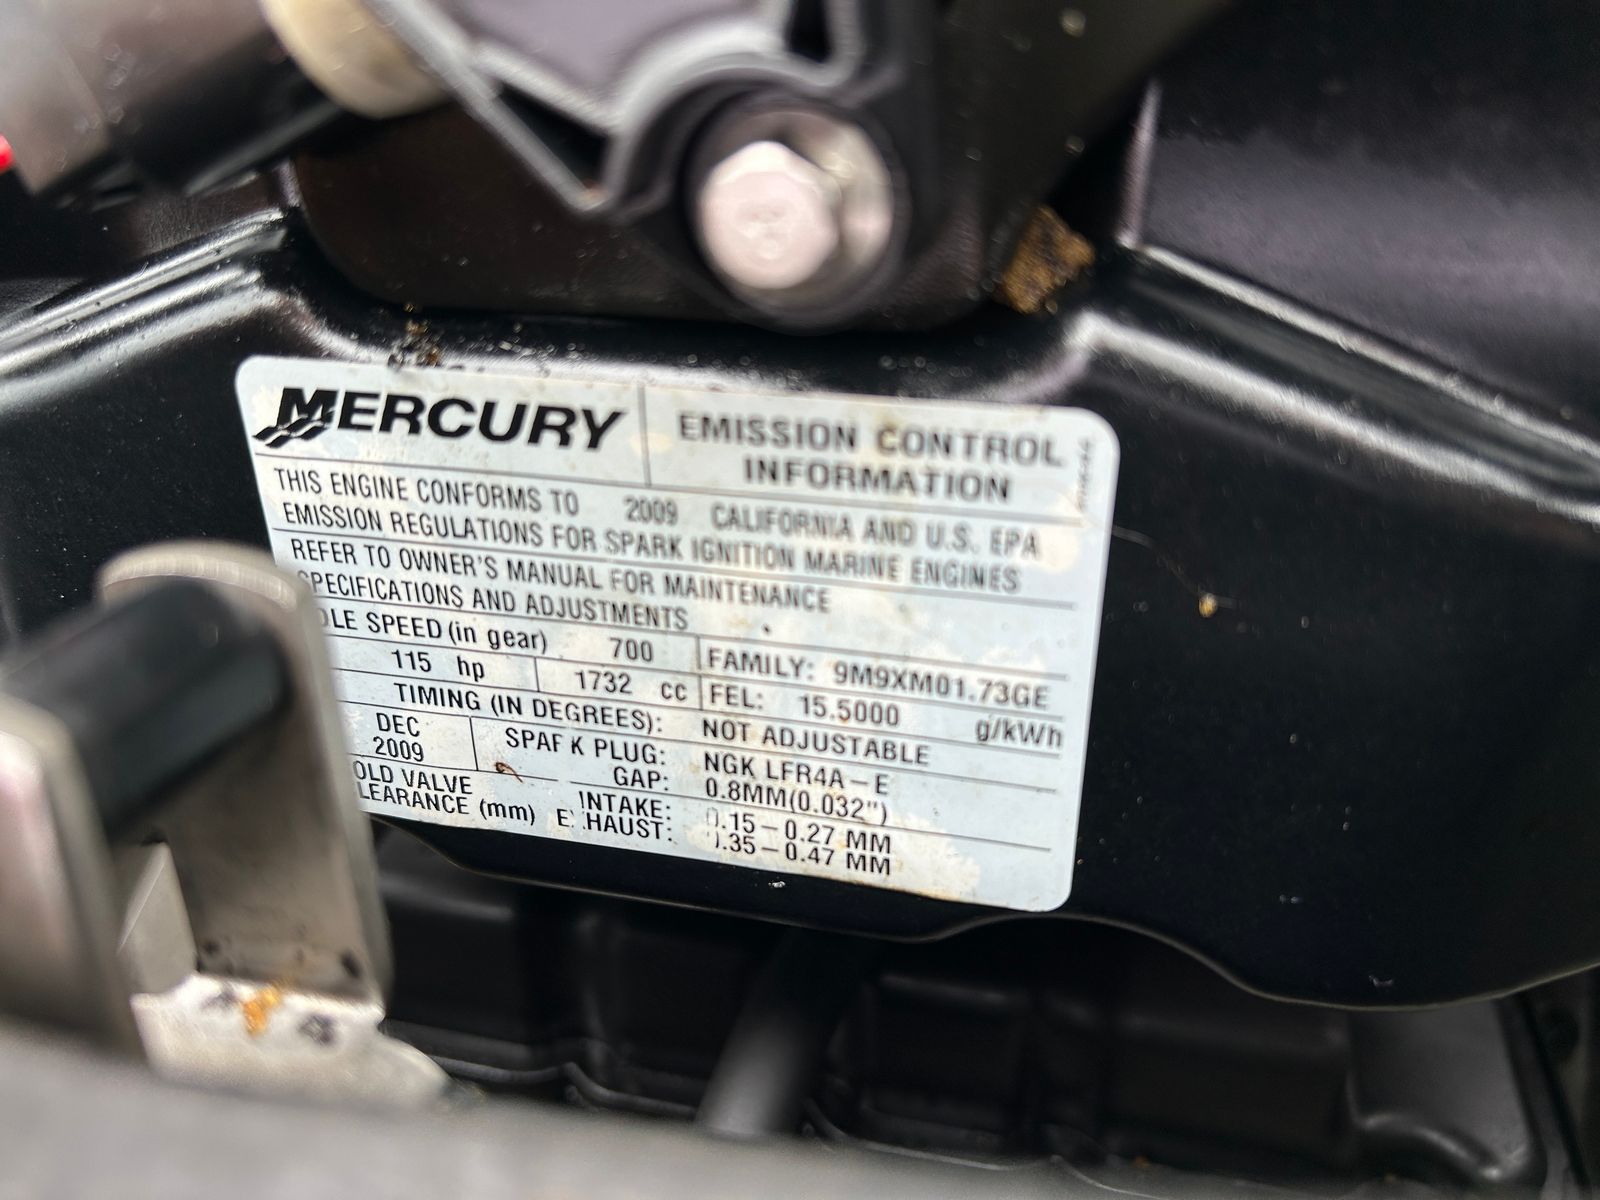 MERCURY
EMISSION CONTROL
INFORMATION
THIS ENGINE CONFORMS TO 2009 CALIFORNIA AND U.S. EPA
EMISSION REGULATIONS FOR SPARK IGNITION MARINE ENGINES
REFER TO OWNER'S MANUAL FOR MAINTENANCE
SPECIFICATIONS AND ADJUSTMENTS
DLE SPEED (in gear) 700
FAMILY: 9M9XM01.73GE
115 hp 1732 cc
FEL: 15.5000 g/kWh
TIMING (IN DEGREES): NOT ADJUSTABLE
DEC
2009
SPARK PLUG: NGK LFR4A-E
GAP: 0.8MM(0.032")
OLD VALVE
LEARANCE (mm)
INTAKE: 0.15-0.27 MM
EXHAUST: 0.35-0.47 MM